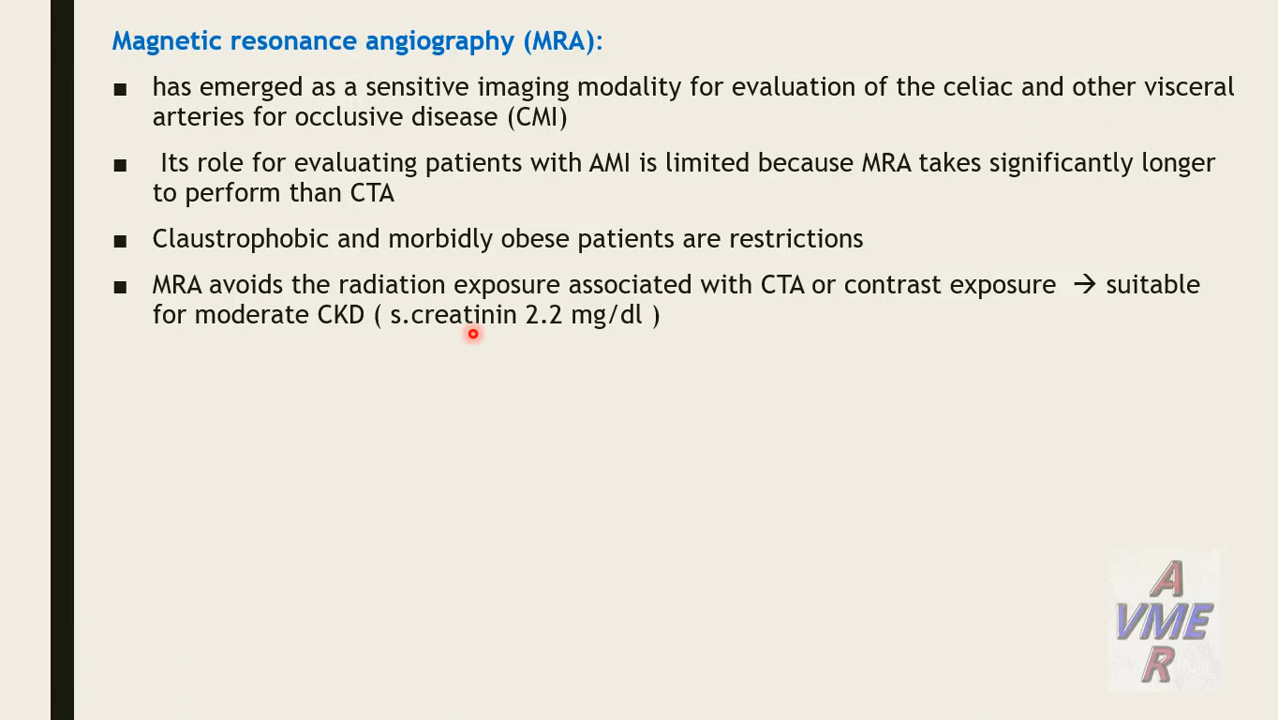 Magnetic resonance angiography (MRA):
▪ has emerged as a sensitive imaging modality for evaluation of the celiac and other visceral
arteries for occlusive disease (CMI)
▪ Its role for evaluating patients with AMI is limited because MRA takes significantly longer
to perform than CTA
▪ Claustrophobic and morbidly obese patients are restrictions
▪ MRA avoids the radiation exposure associated with CTA or contrast exposure → suitable
for moderate CKD ( s.creatinin 2.2 mg/dl )
A
VMER
R